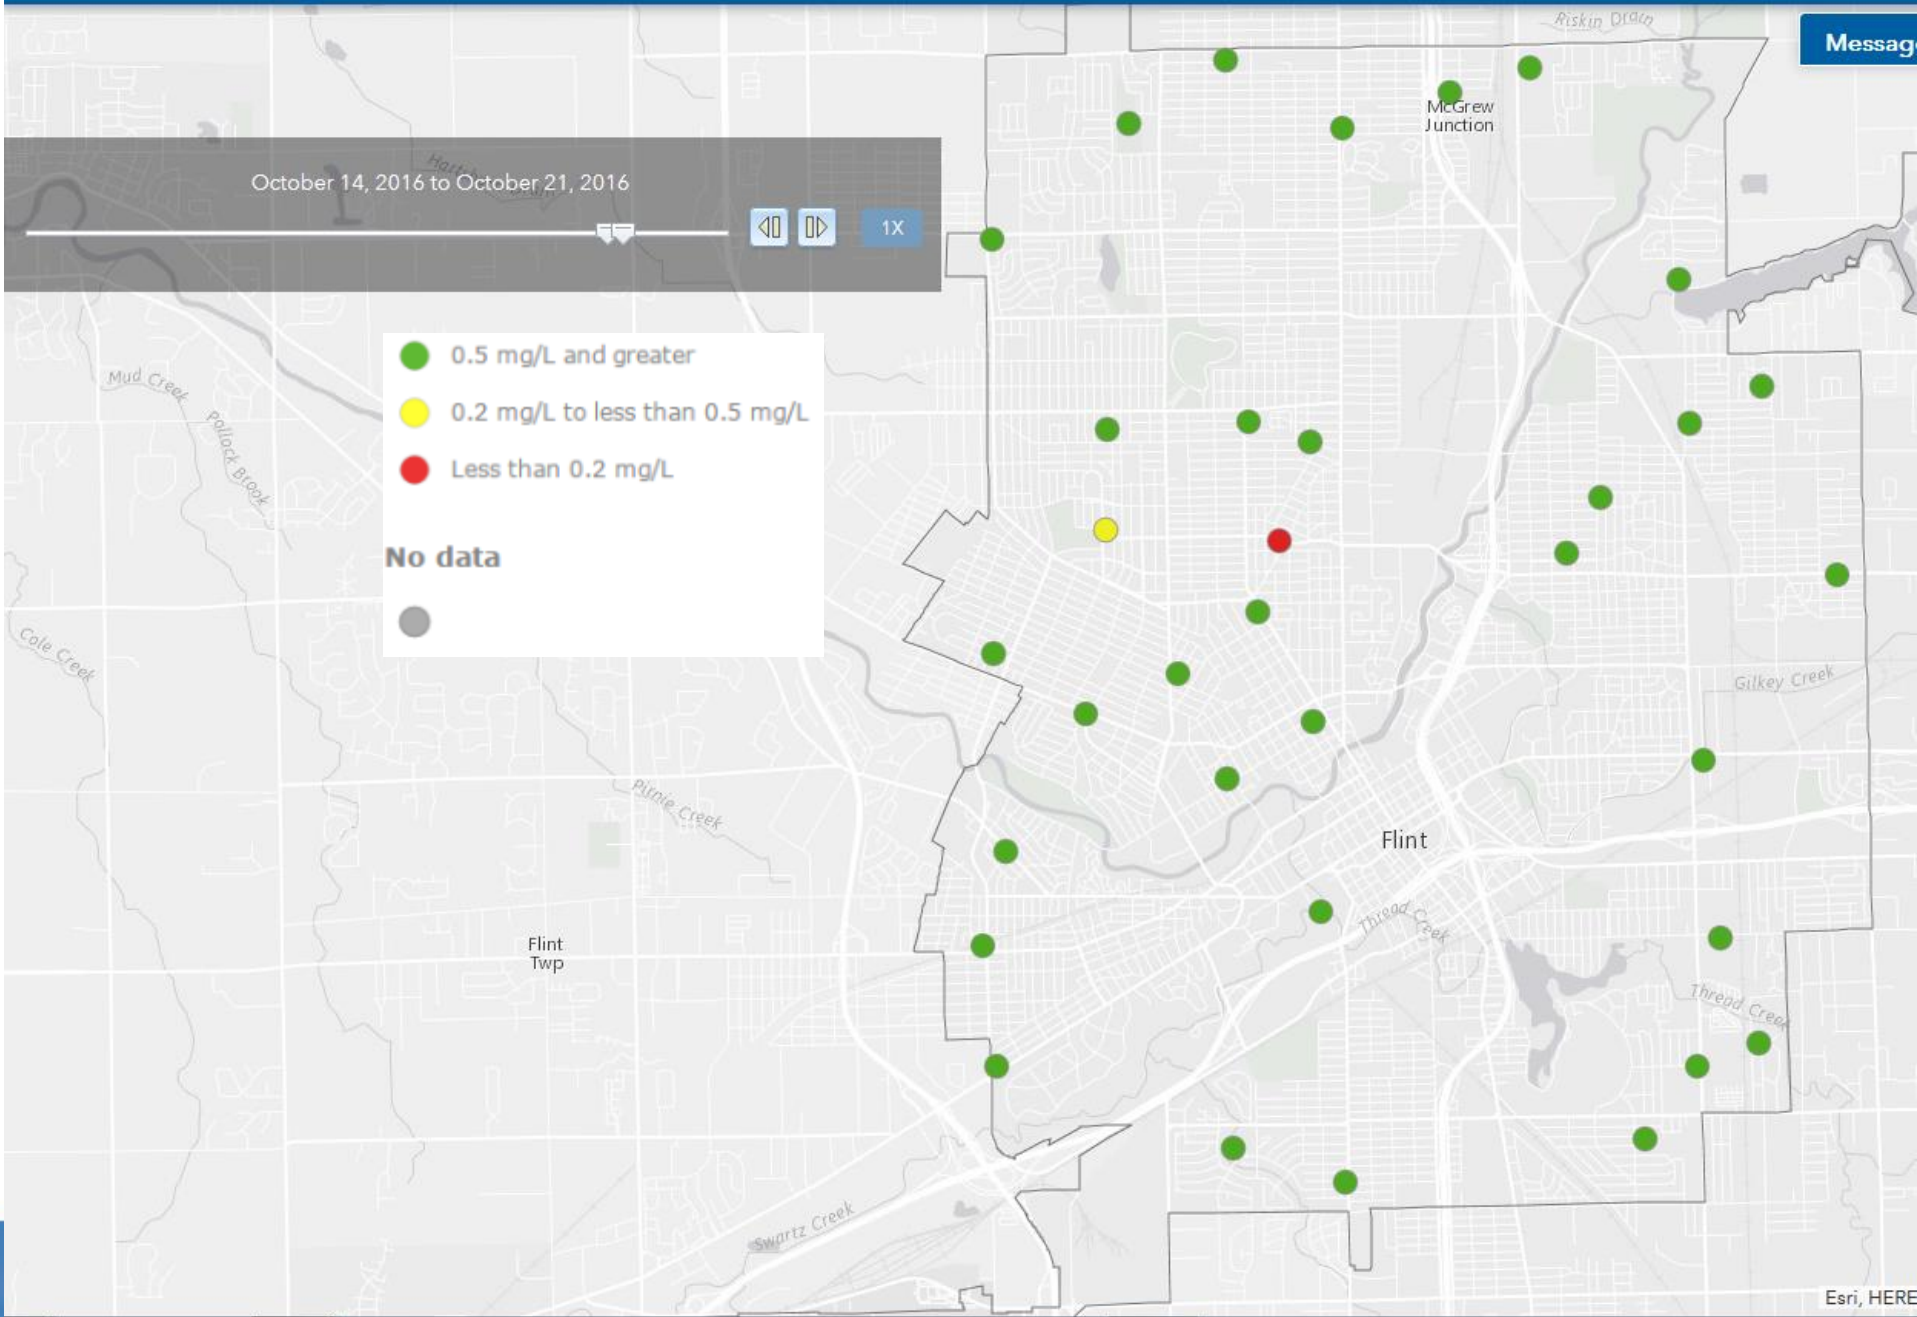 Riskin Drain
Message
McGrew
Junction
October 14, 2016 to October 21, 2016
1X
0.5 mg/L and greater
0.2 mg/L to less than 0.5 mg/L
Less than 0.2 mg/L
No data
Mud Creek
Pollock Brook
Cole Creek
Gilkey Creek
Pirnie Creek
Flint
Thread Creek
Flint
Twp
Thread Creek
Swartz Creek
Esri, HERE